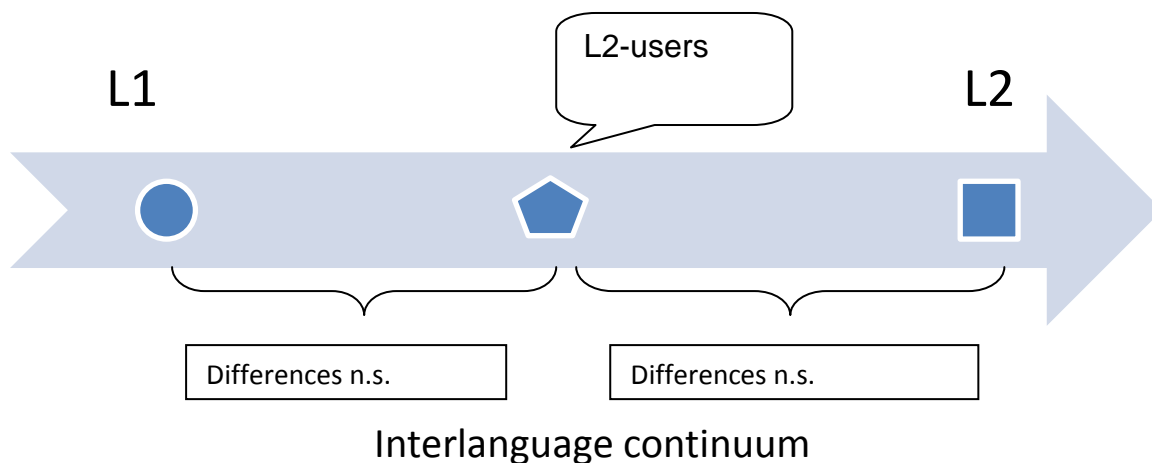 L2-users
L1
L2
Differences n.s.
Differences n.s.
Interlanguage continuum